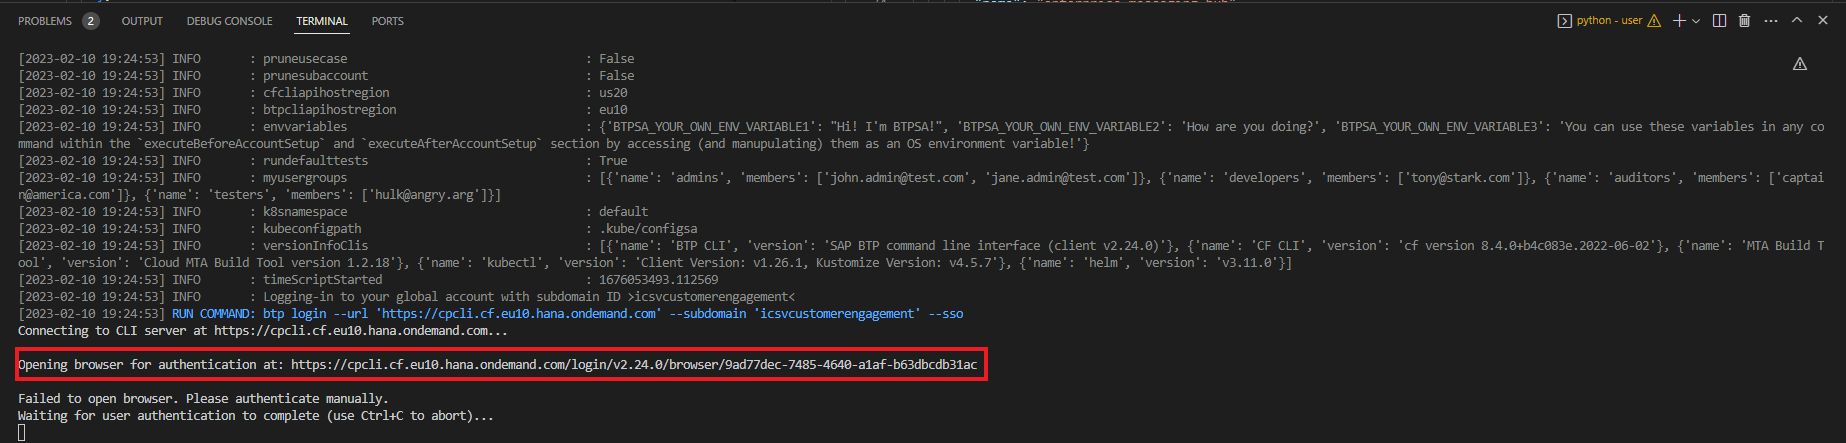 PROBLEMS 2 OUTPUT DEBUG CONSOLE TERMINAL PORTS python - user
[2023-02-10 19:24:53] INFO : pruneusecase : False
[2023-02-10 19:24:53] INFO : prunesubaccount : False
[2023-02-10 19:24:53] INFO : cfcliapihostregion : us20
[2023-02-10 19:24:53] INFO : btpcliapihostregion : eu10
[2023-02-10 19:24:53] INFO : envvariables : {'BTPSA_YOUR_OWN_ENV_VARIABLE1': "Hi! I'm BTPSA!", 'BTPSA_YOUR_OWN_ENV_VARIABLE2': 'How are you doing?', 'BTPSA_YOUR_OWN_ENV_VARIABLE3': 'You can use these variables in any co
mmand within the `executeBeforeAccountSetup` and `executeAfterAccountSetup` section by accessing (and manupulating) them as an OS environment variable!'}
[2023-02-10 19:24:53] INFO : rundefaulttests : True
[2023-02-10 19:24:53] INFO : myusergroups : [{'name': 'admins', 'members': ['john.admin@test.com', 'jane.admin@test.com']}, {'name': 'developers', 'members': ['tony@stark.com']}, {'name': 'auditors', 'members': ['captai
n@america.com']}, {'name': 'testers', 'members': ['hulk@angry.arg']}]
[2023-02-10 19:24:53] INFO : k8snamespace : default
[2023-02-10 19:24:53] INFO : kubeconfigpath : .kube/configsa
[2023-02-10 19:24:53] INFO : versionInfoClis : [{'name': 'BTP CLI', 'version': 'SAP BTP command line interface (client v2.24.0)'}, {'name': 'CF CLI', 'version': 'cf version 8.4.0+b4c083e.2022-06-02'}, {'name': 'MTA Build T
ool', 'version': 'Cloud MTA Build Tool version 1.2.18'}, {'name': 'kubectl', 'version': 'Client Version: v1.26.1, Kustomize Version: v4.5.7'}, {'name': 'helm', 'version': 'v3.11.0'}]
[2023-02-10 19:24:53] INFO : timeScriptStarted : 1676053493.112569
[2023-02-10 19:24:53] INFO : Logging-in to your global account with subdomain ID >icsvcustomerengagement<
[2023-02-10 19:24:53] RUN COMMAND: btp login --url 'https://cpcli.cf.eu10.hana.ondemand.com' --subdomain 'icsvcustomerengagement' --sso
Connecting to CLI server at https://cpcli.cf.eu10.hana.ondemand.com...
Opening browser for authentication at: https://cpcli.cf.eu10.hana.ondemand.com/login/v2.24.0/browser/9ad77dec-7485-4640-a1af-b63dbcdb31ac
Failed to open browser. Please authenticate manually.
Waiting for user authentication to complete (use Ctrl+C to abort)...